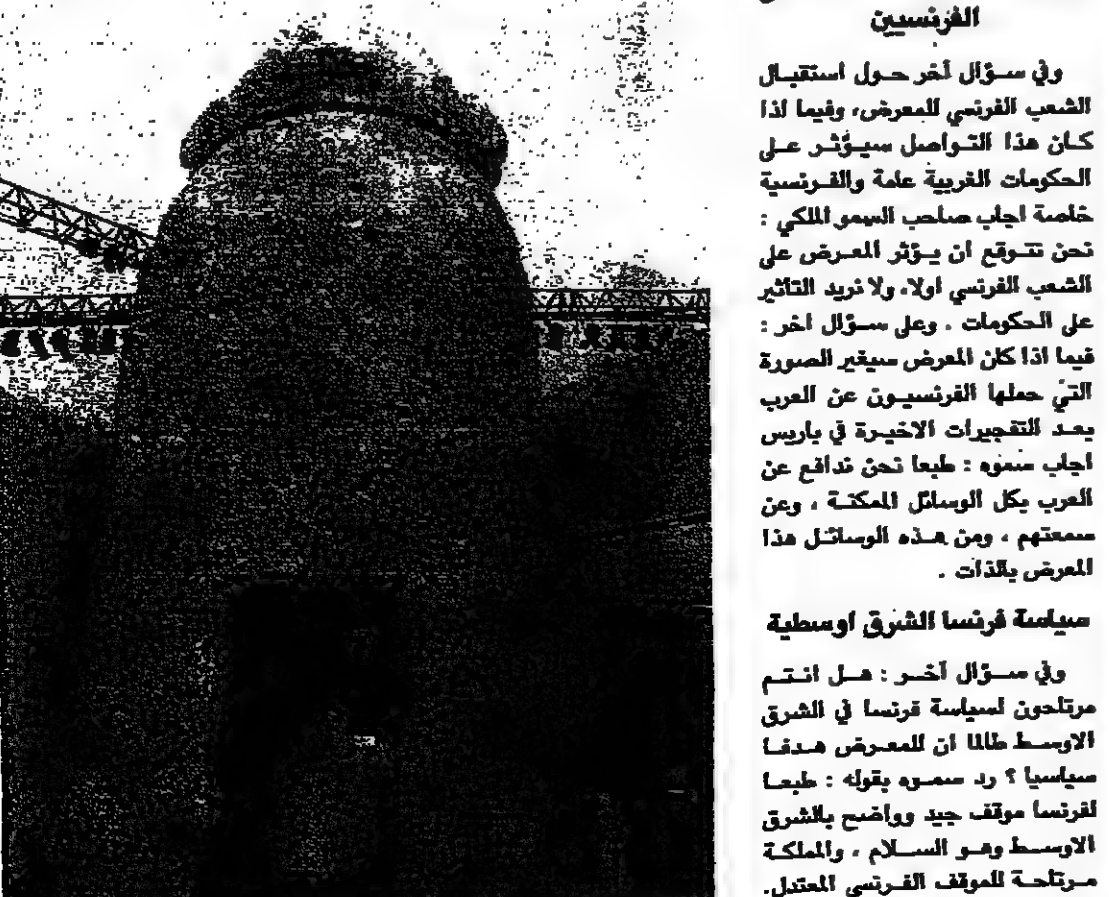 الفرنسيين
وفي سؤال آخر حول استقبال
الشعب الفرنسي للمعرض، وفيما اذا
كان هذا التواصل سيؤثر على
الحكومات الغربية عامة والفرنسية
خاصة اجاب صاحب السمو الملكي :
نحن نتوقع ان يؤثر المعرض على
الشعب الفرنسي اولا، ولا نريد التأثير
على الحكومات . وعلى سؤال آخر :
فيما اذا كان المعرض سيغير الصورة
التي حملها الفرنسيون عن العرب
بعد التفجيرات الاخيرة في باريس
اجاب سموه : طبعا نحن ندافع عن
العرب بكل الوسائل الممكنة ، وعن
سمعتهم ، ومن هذه الوسائل هذا
المعرض بالذات .
سياسة فرنسا الشرق اوسطية
وفي سؤال آخر : هل انتم
مرتاحون لسياسة فرنسا في الشرق
الاوسط طالما ان للمعرض هدفا
سياسيا ؟ رد سموه بقوله : طبعا
لفرنسا موقف جيد وواضح بالشرق
الاوسط وهو السلام ، والمملكة
مرتاحة للموقف الفرنسي المعتدل.